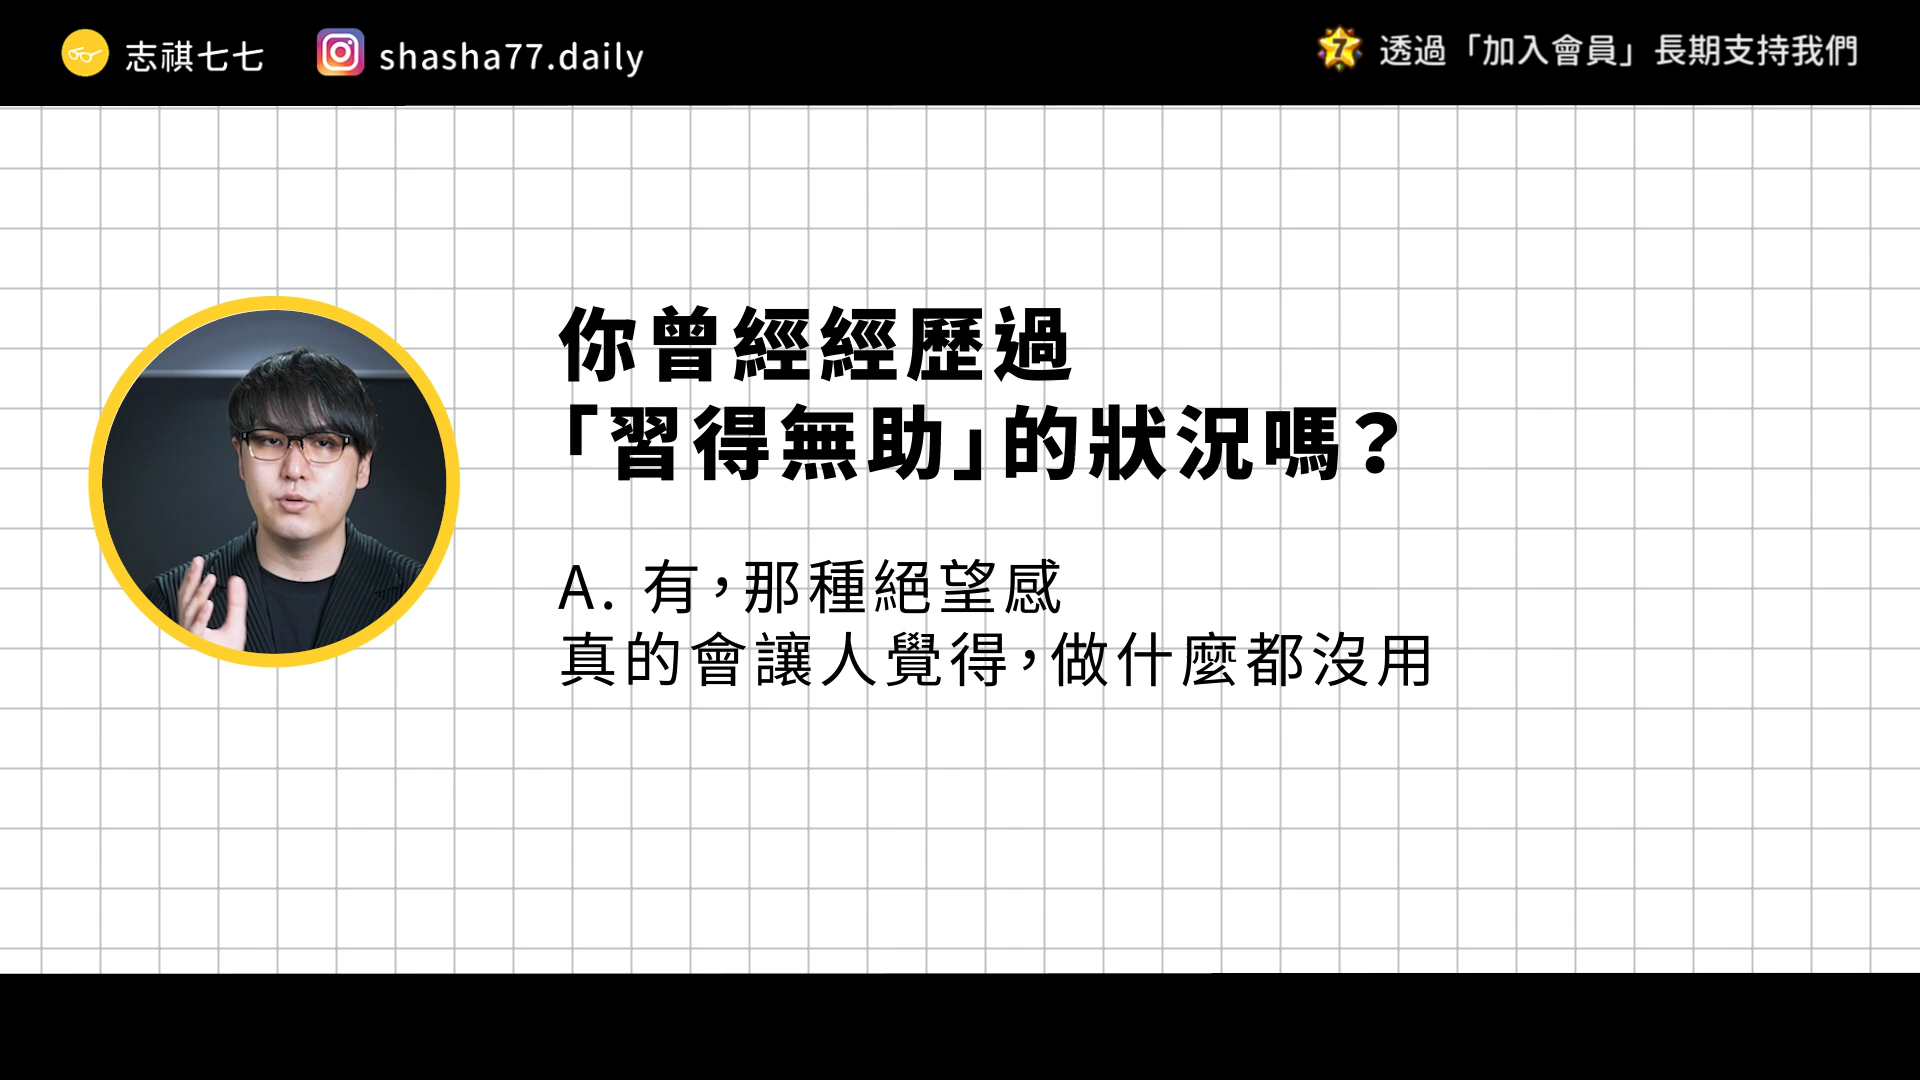 志祺七七
shasha77.daily
7
透過「加入會員」長期支持我們
你曾經經歷過
「習得無助」的狀況嗎？
A. 有，那種絕望感
真的會讓人覺得，做什麼都沒用